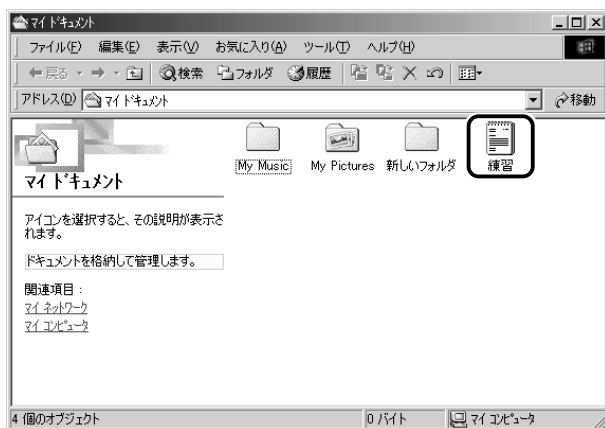 マイ ドキュメント
ファイル(F) 編集(E) 表示(V) お気に入り(A) ツール(T) ヘルプ(H)
戻る 検索 フォルダ 履歴
アドレス(D) マイ ドキュメント 移動
My Music My Pictures 新しいフォルダ 練習
マイ ドキュメント
アイコンを選択すると、その説明が表示さ
れます。
ドキュメントを格納して管理します。
関連項目:
マイ ネットワーク
マイ コンピュータ
4 個のオブジェクト 0 バイト マイ コンピュータ